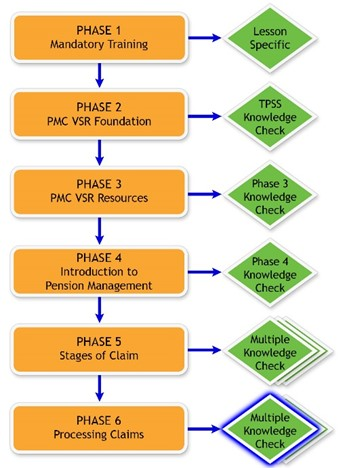 PHASE 1
Mandatory Training
Lesson
Specific
PHASE 2
PMC VSR Foundation
TPSS
Knowledge
Check
PHASE 3
PMC VSR Resources
Phase 3
Knowledge
Check
PHASE 4
Introduction to
Pension Management
Phase 4
Knowledge
Check
PHASE 5
Stages of Claim
Multiple
Knowledge
Check
PHASE 6
Processing Claims
Multiple
Knowledge
Check